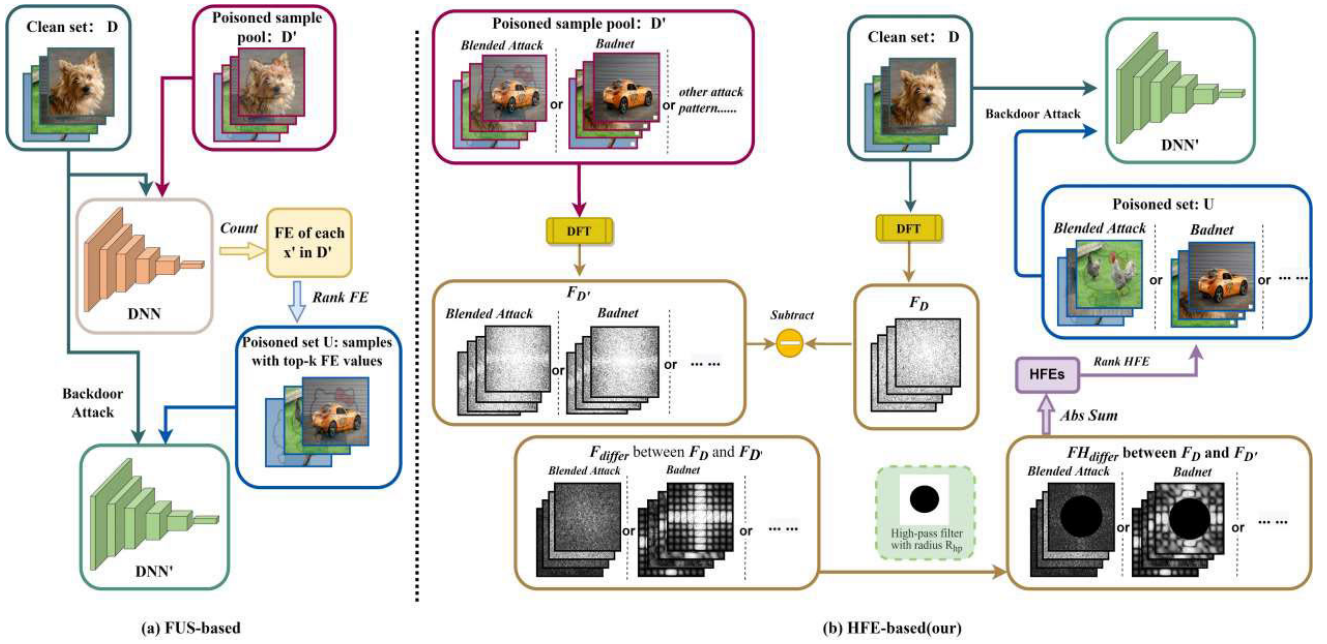 Clean set: D
Poisoned sample
pool: D'
Count
FE of each
x' in D'
DNN
Rank FE
Poisoned set U: samples
with top-k FE values
Backdoor
Attack
DNN'
(a) FUS-based
Poisoned sample pool: D'
Blended Attack
or
Badnet
or
other attack
pattern......
Clean set: D
Backdoor Attack
DNN'
DFT
DFT
Poisoned set: U
Blended Attack
or
Badnet
or
... ...
F_D'
Blended Attack
or
Badnet
or
... ...
Subtract
F_D
HFEs
Rank HFE
Abs Sum
F_differ between F_D and F_D'
Blended Attack
or
Badnet
or
... ...
High-pass filter
with radius R_hp
FH_differ between F_D and F_D'
Blended Attack
or
Badnet
or
... ...
(b) HFE-based(our)